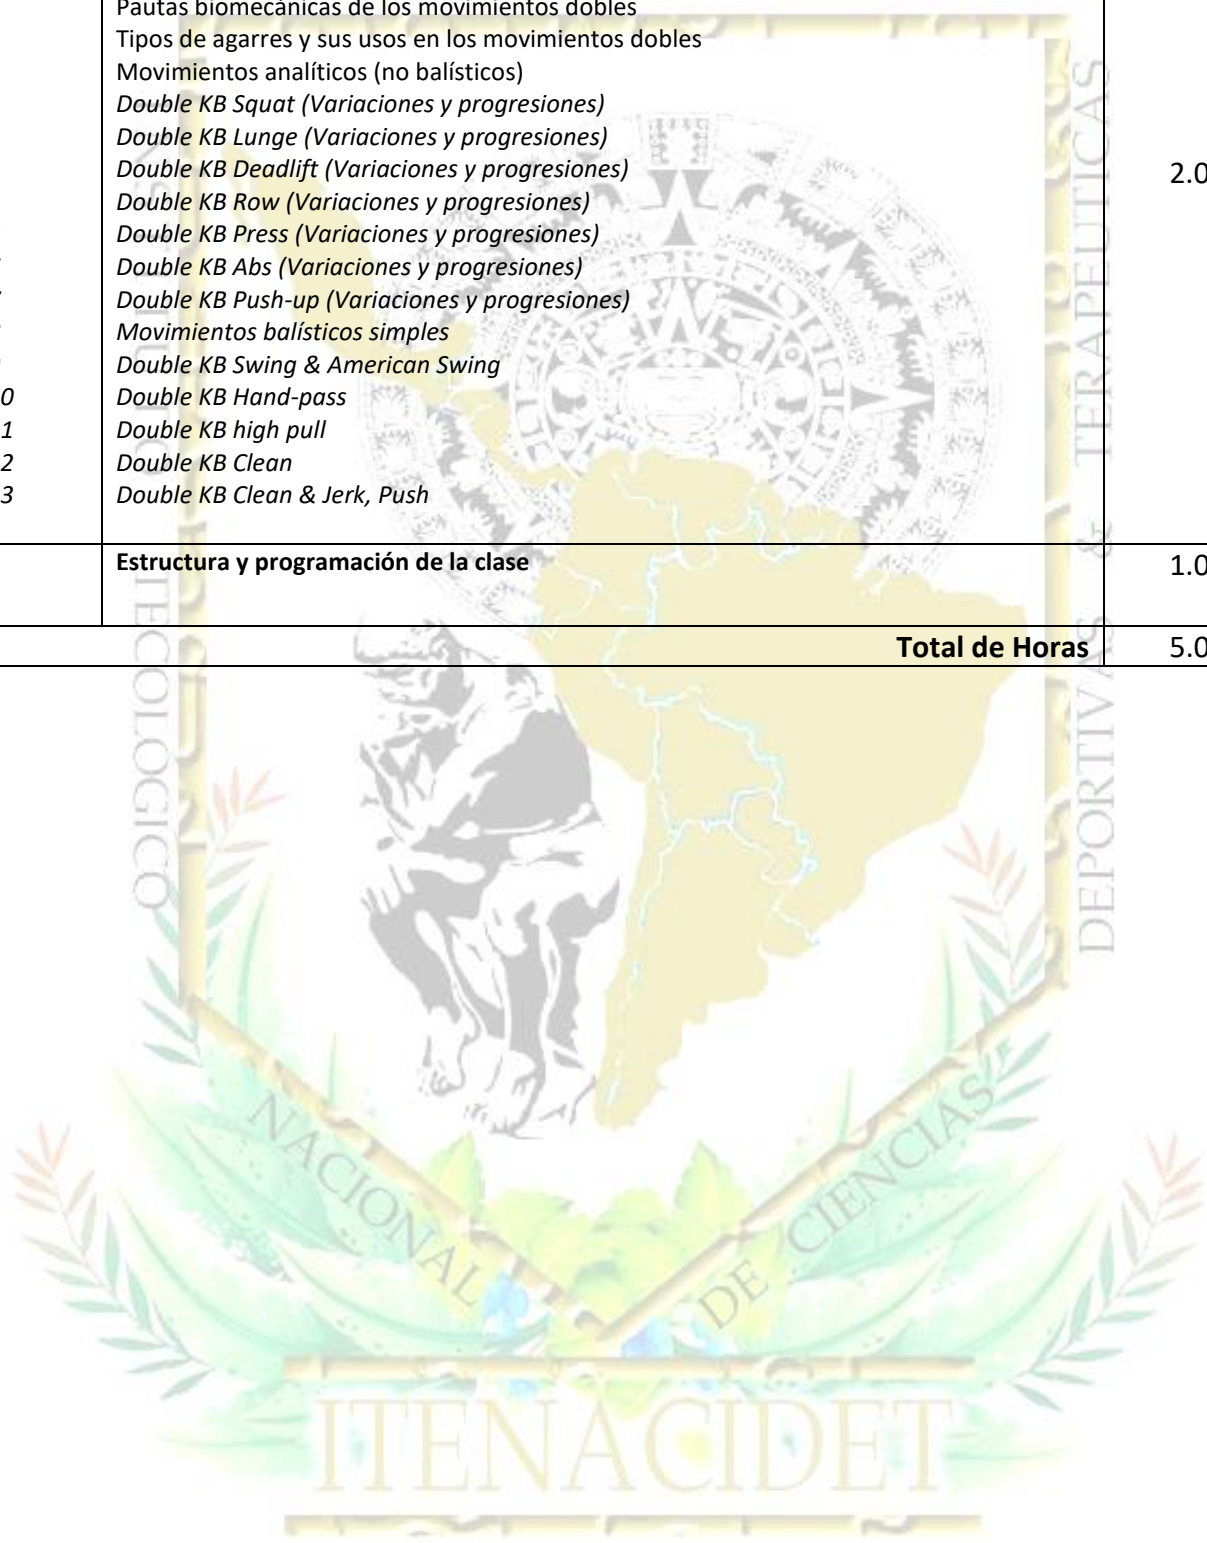 Pautas biomecánicas de los movimientos dobles
Tipos de agarres y sus usos en los movimientos dobles
Movimientos analíticos (no balísticos)
Double KB Squat (Variaciones y progresiones)
Double KB Lunge (Variaciones y progresiones)
Double KB Deadlift (Variaciones y progresiones)
2.0
Double KB Row (Variaciones y progresiones)
Double KB Press (Variaciones y progresiones)
Double KB Abs (Variaciones y progresiones)
Double KB Push-up (Variaciones y progresiones)
Movimientos balísticos simples
Double KB Swing & American Swing
0 Double KB Hand-pass
1 Double KB high pull
2 Double KB Clean
3 Double KB Clean & Jerk, Push
Estructura y programación de la clase 1.0
Total de Horas 5.0
INSTITUTO TECOLOGICO
NACIONAL DE CIENCIAS
DEPORTIVAS & TERAPEUTICAS
ITENACIDET